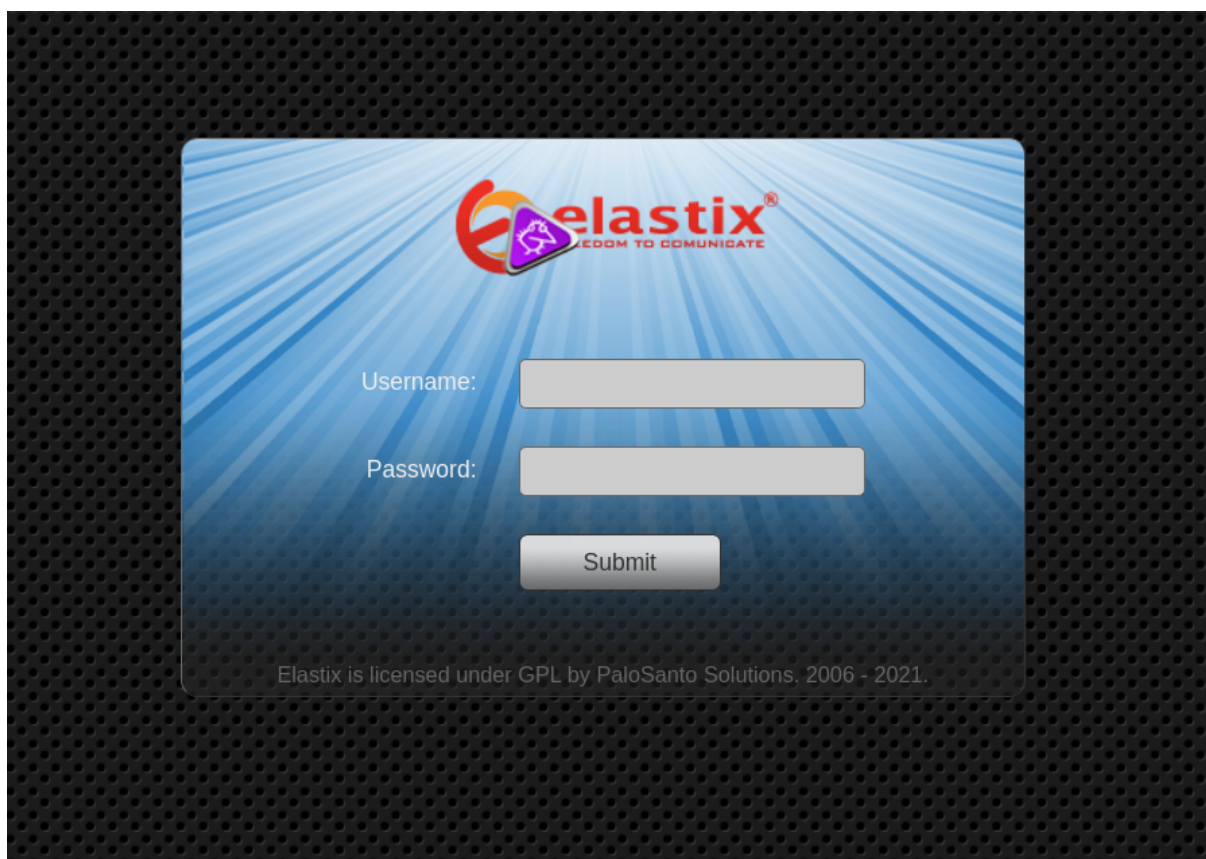 elastix®
EDOM TO COMUNICATE
Username:
Password:
Submit
Elastix is licensed under GPL by PaloSanto Solutions. 2006 - 2021.